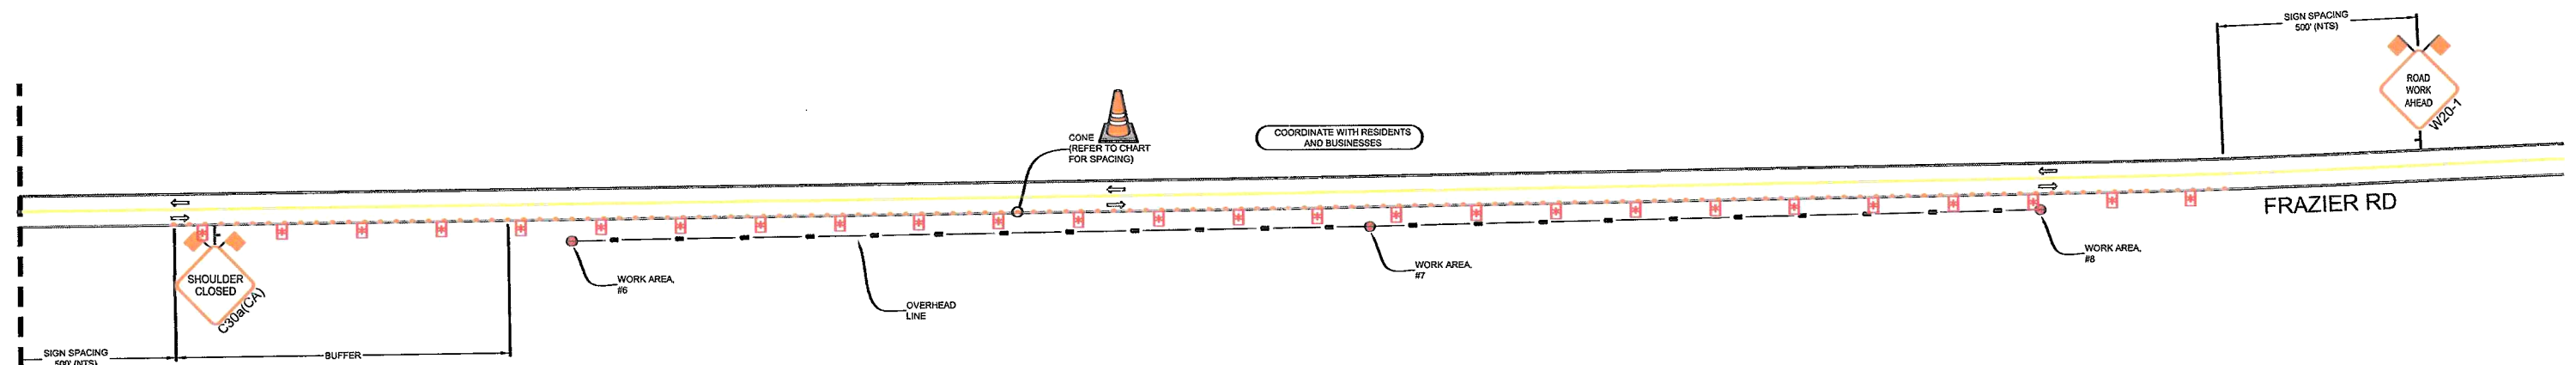 SIGN SPACING
500' (NTS)
ROAD
WORK
AHEAD
W20-1
CONE
(REFER TO CHART
FOR SPACING)
COORDINATE WITH RESIDENTS
AND BUSINESSES
FRAZIER RD
SHOULDER
CLOSED
C30a(CA)
WORK AREA,
#6
OVERHEAD
LINE
WORK AREA,
#7
WORK AREA,
#8
SIGN SPACING
500' (NTS)
BUFFER